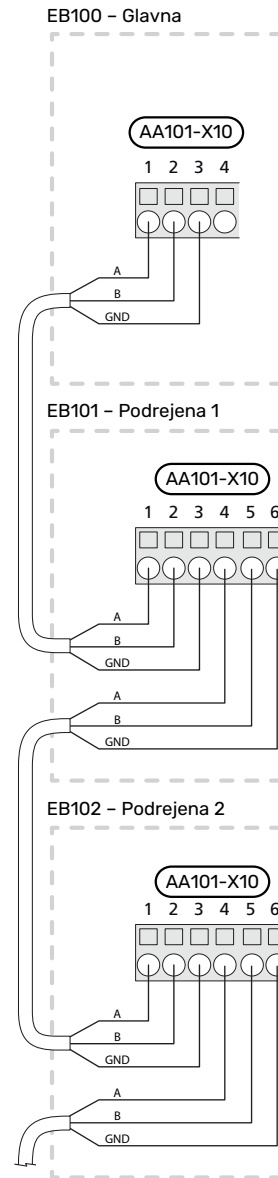 EB100 – Glavna
AA101-X10
1 2 3 4
A
B
GND
EB101 – Podrejena 1
AA101-X10
1 2 3 4 5 6
A
B
GND
A
B
GND
EB102 – Podrejena 2
AA101-X10
1 2 3 4 5 6
A
B
GND
A
B
GND